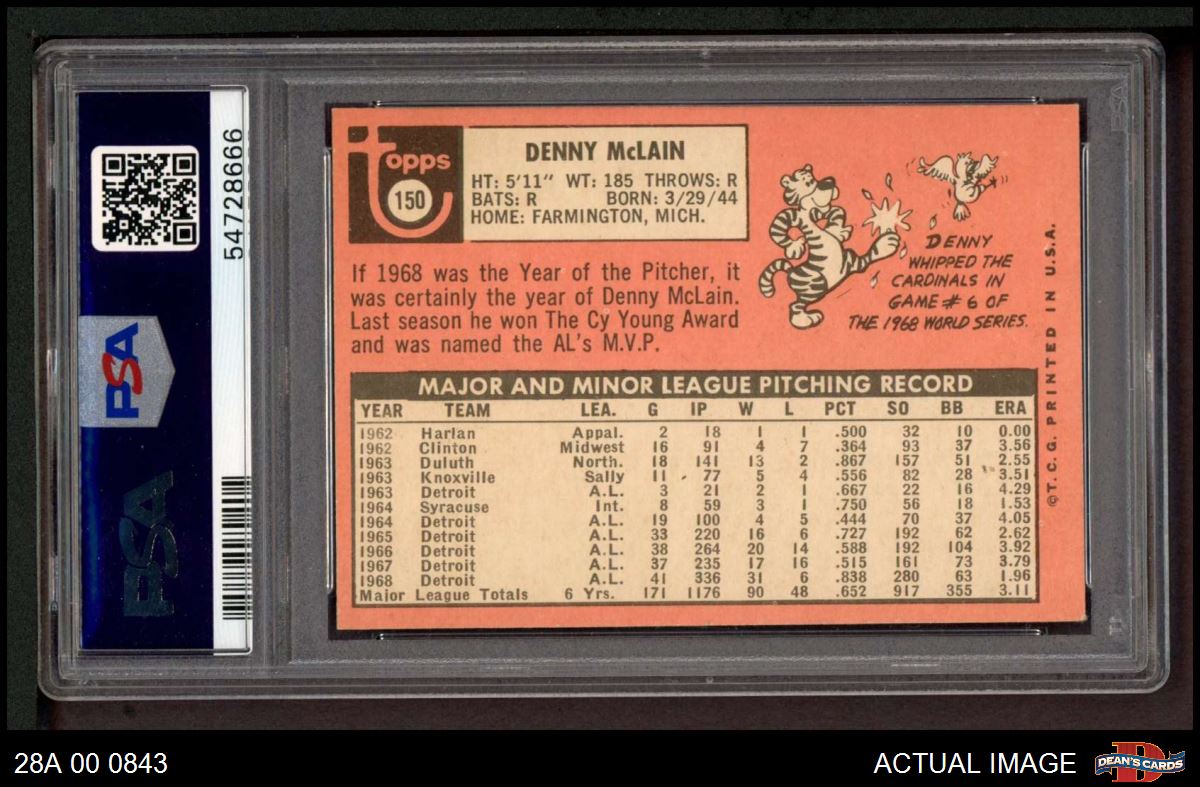 PSA
54728666
PSA
topps
150
DENNY McLAIN
HT: 5'11" WT: 185 THROWS: R
BATS: R BORN: 3/29/44
HOME: FARMINGTON, MICH.
If 1968 was the Year of the Pitcher, it
was certainly the year of Denny McLain.
Last season he won The Cy Young Award
and was named the AL's M.V.P.
DENNY
WHIPPED THE
CARDINALS IN
GAME # 6 OF
THE 1968 WORLD SERIES.
©T.C.G. PRINTED IN U.S.A.
MAJOR AND MINOR LEAGUE PITCHING RECORD
YEAR TEAM LEA. G IP W L PCT SO BB ERA
1962 Harlan Appal. 2 18 1 1 .500 32 10 0.00
1962 Clinton Midwest 16 91 4 7 .364 93 37 3.56
1963 Duluth North. 18 141 13 2 .867 157 51 2.55
1963 Knoxville Sally 11 77 5 4 .556 82 28 3.51
1963 Detroit A.L. 3 21 2 1 .667 22 16 4.29
1964 Syracuse Int. 8 59 3 1 .750 56 18 1.53
1964 Detroit A.L. 19 100 4 5 .444 70 37 4.05
1965 Detroit A.L. 33 220 16 6 .727 192 62 2.62
1966 Detroit A.L. 38 264 20 14 .588 192 104 3.92
1967 Detroit A.L. 37 235 17 16 .515 161 73 3.79
1968 Detroit A.L. 41 336 31 6 .838 280 63 1.96
Major League Totals 6 Yrs. 171 1176 90 48 .652 917 355 3.11
PSA
28A 00 0843
ACTUAL IMAGE
DEAN'S CARDS